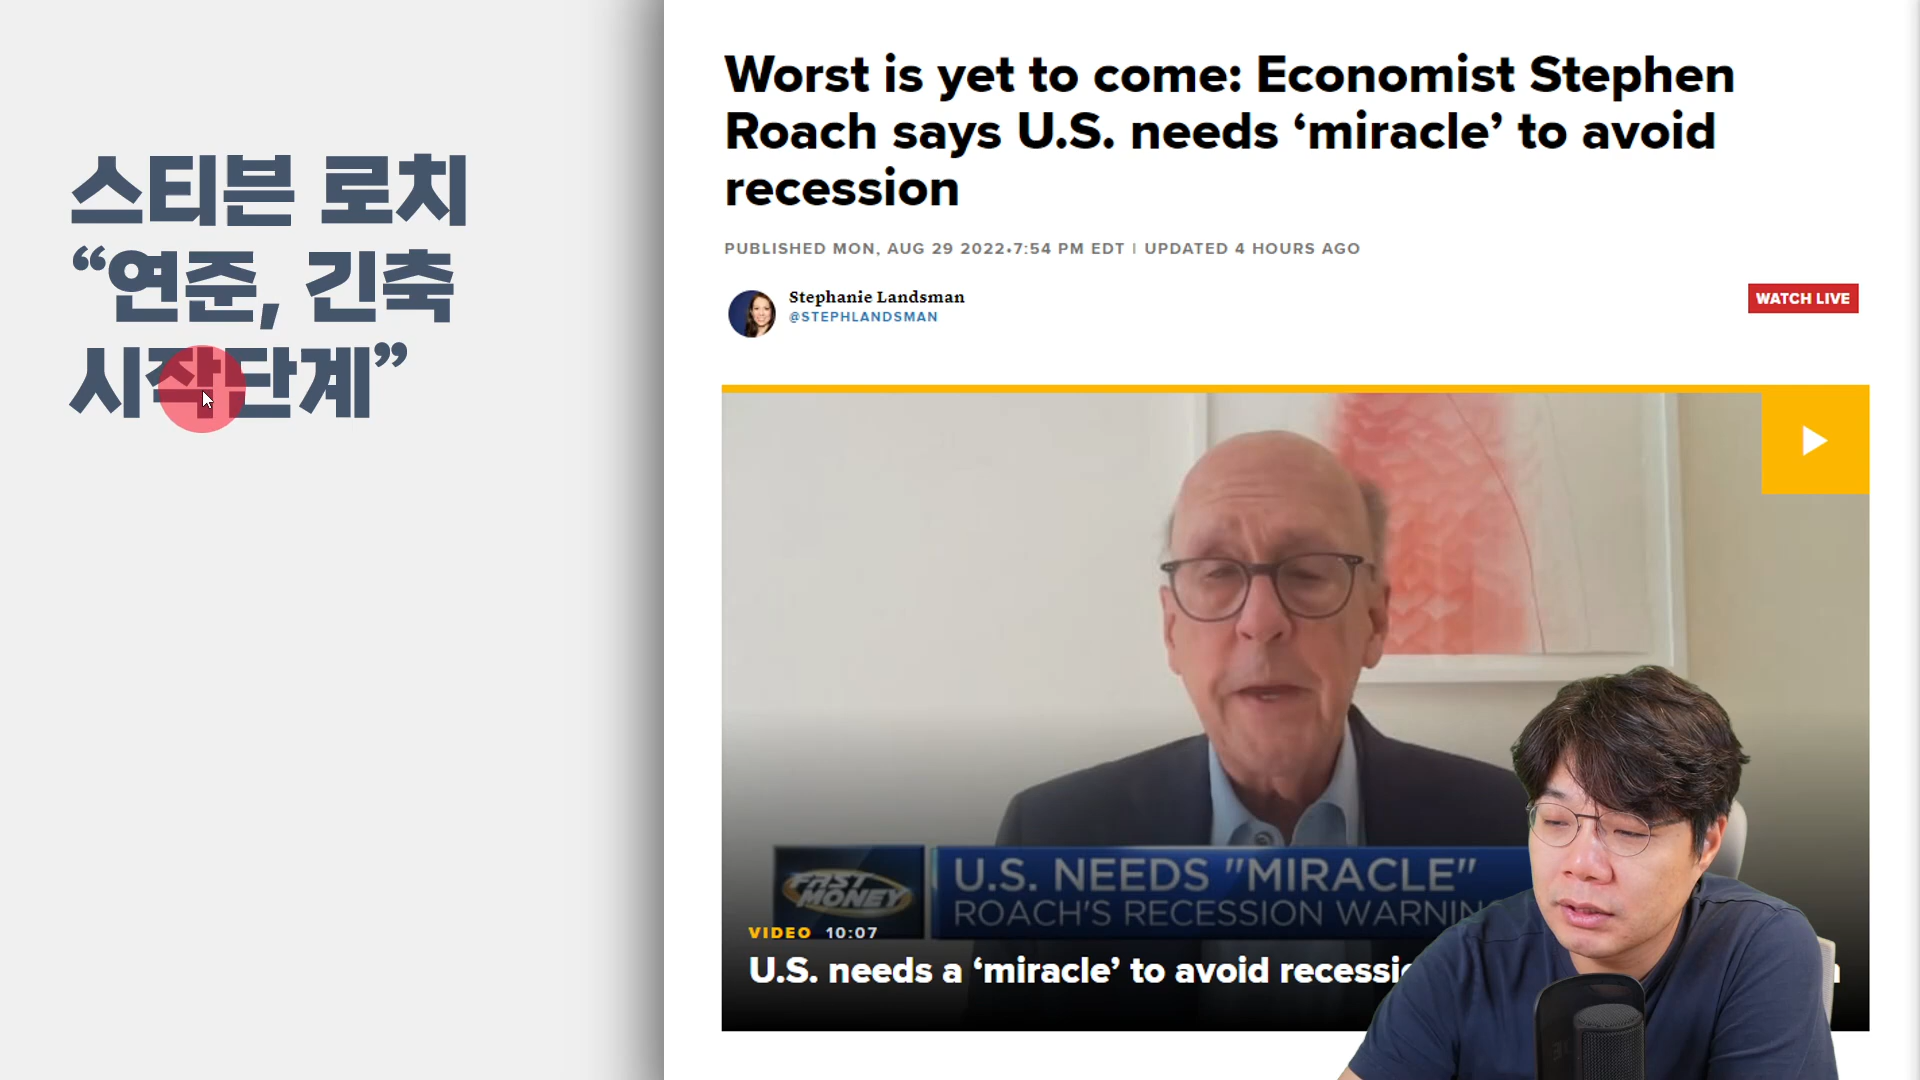 스티븐 로치
“연준, 긴축
시작단계”
Worst is yet to come: Economist Stephen
Roach says U.S. needs ‘miracle’ to avoid
recession
PUBLISHED MON, AUG 29 2022•7:54 PM EDT | UPDATED 4 HOURS AGO
Stephanie Landsman
@STEPHLANDSMAN
WATCH LIVE
FAST MONEY
U.S. NEEDS "MIRACLE"
ROACH'S RECESSION
VIDEO 10:07
U.S. needs a ‘miracle’ to avoid